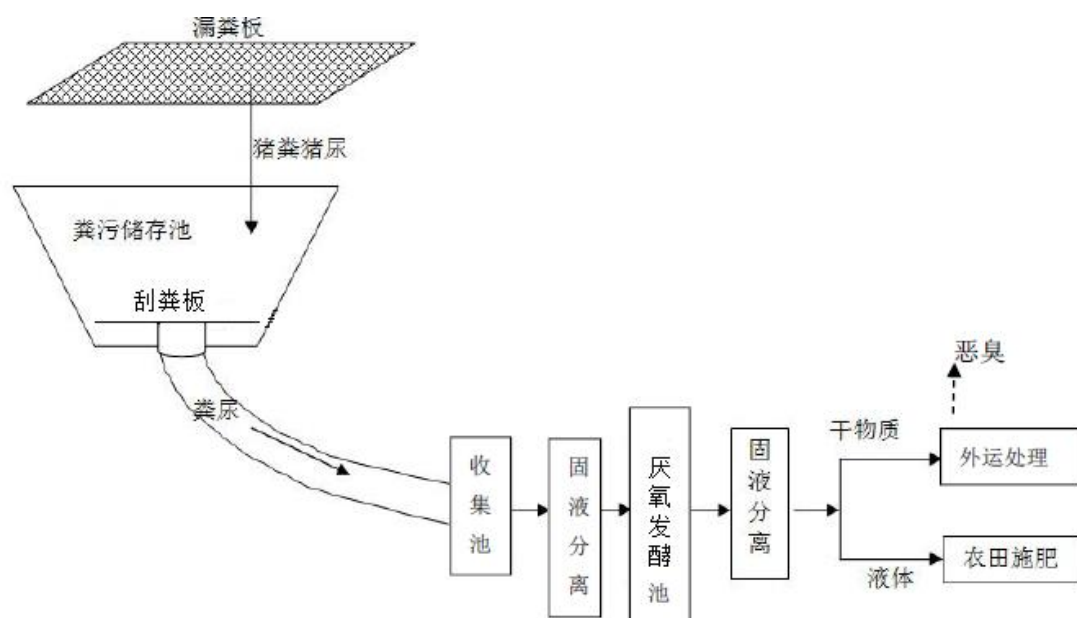 漏粪板
猪粪猪尿
粪污储存池
刮粪板
粪尿
收集池
固液分离
厌氧发酵池
固液分离
干物质
液体
恶臭
外运处理
农田施肥